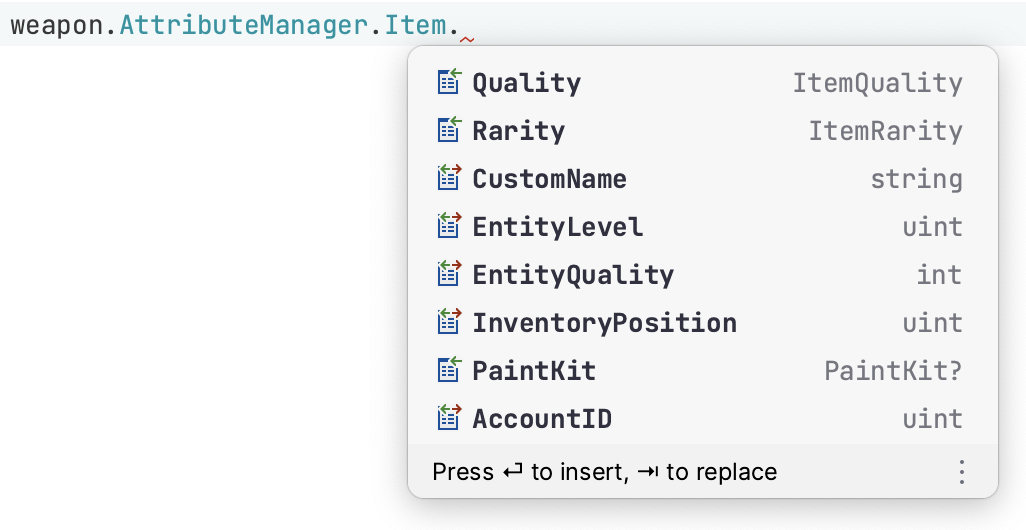 weapon.AttributeManager.Item.
Quality ItemQuality
Rarity ItemRarity
CustomName string
EntityLevel uint
EntityQuality int
InventoryPosition uint
PaintKit PaintKit?
AccountID uint
Press ↵ to insert, ⇥ to replace